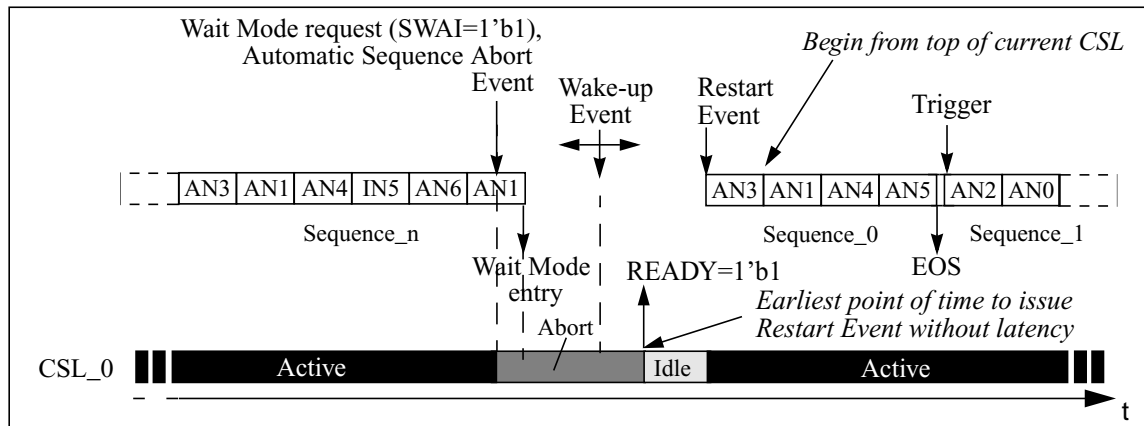 Wait Mode request (SWAI=1’b1),
Automatic Sequence Abort
Event
Wake-up
Event
Restart
Event
Begin from top of current CSL
Trigger
AN3 AN1 AN4 IN5 AN6 AN1
AN3 AN1 AN4 AN5 AN2 AN0
Sequence_n
Sequence_0
Sequence_1
Wait Mode
entry
READY=1’b1
EOS
Earliest point of time to issue
Restart Event without latency
Abort
CSL_0
Active
Idle
Active
t